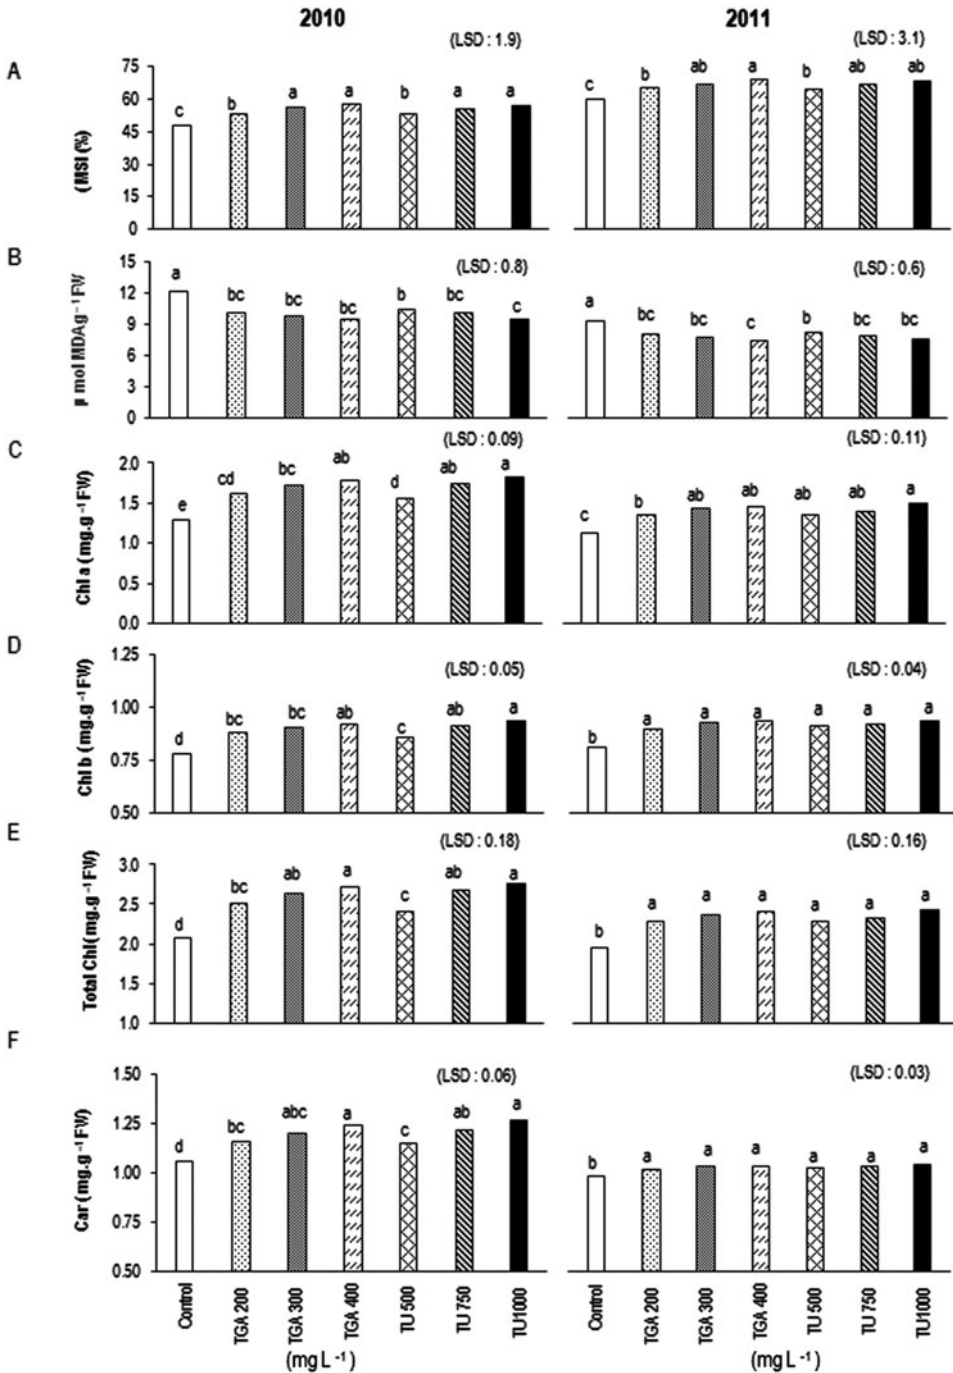 2010 2011
(LSD : 1.9) (LSD : 3.1)
A
(MSI (%)
75
60
45
30
15
0
c b a a b a a
c b ab a b ab ab
B
(LSD : 0.8) (LSD : 0.6)
µ mol MDAg⁻¹ FW
15
12
9
6
3
0
a bc bc bc b bc c
a bc bc c b bc bc
C
(LSD : 0.09) (LSD : 0.11)
Chl a (mg.g⁻¹ FW)
2.0
1.5
1.0
0.5
0.0
e cd bc ab d ab a
c b ab ab ab ab a
D
(LSD : 0.05) (LSD : 0.04)
Chl b (mg.g⁻¹ FW)
1.25
1.00
0.75
0.50
d bc bc ab c ab a
b a a a a a a
E
(LSD : 0.18) (LSD : 0.16)
Total Chl (mg.g⁻¹ FW)
3.0
2.5
2.0
1.5
1.0
d bc ab a c a a
b a a a a a a
F
(LSD : 0.06) (LSD : 0.03)
Car (mg.g⁻¹ FW)
1.50
1.25
1.00
0.75
0.50
d bc abc a c ab a
b a a a a a a
Control TGA 200 TGA 300 TGA 400 TU 500 TU 750 TU1000
Control TGA 200 TGA 300 TGA 400 TU 500 TU 750 TU1000
(mg L⁻¹) (mg L⁻¹)